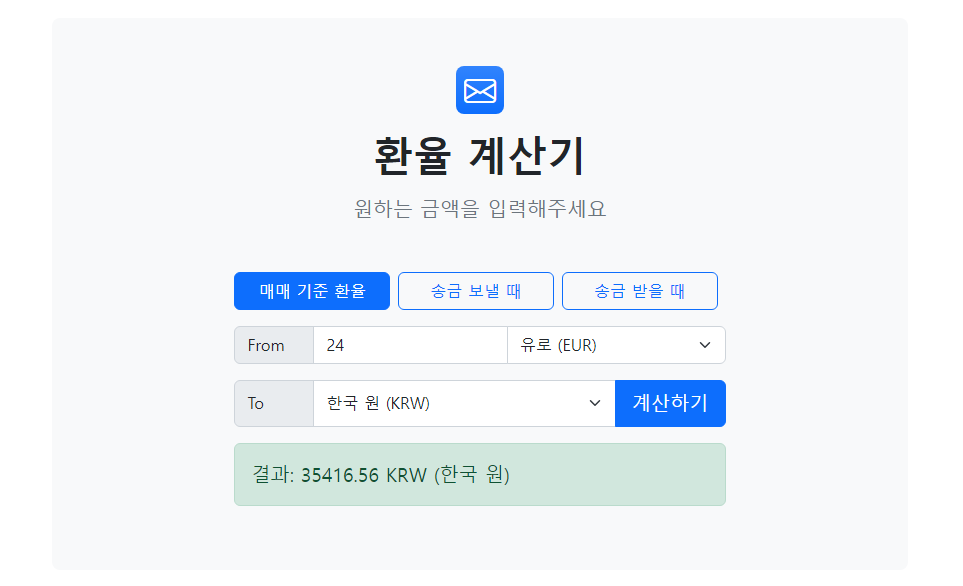 환율 계산기
원하는 금액을 입력해주세요
매매 기준 환율 송금 보낼 때 송금 받을 때
From 24 유로 (EUR)
To 한국 원 (KRW) 계산하기
결과: 35416.56 KRW (한국 원)